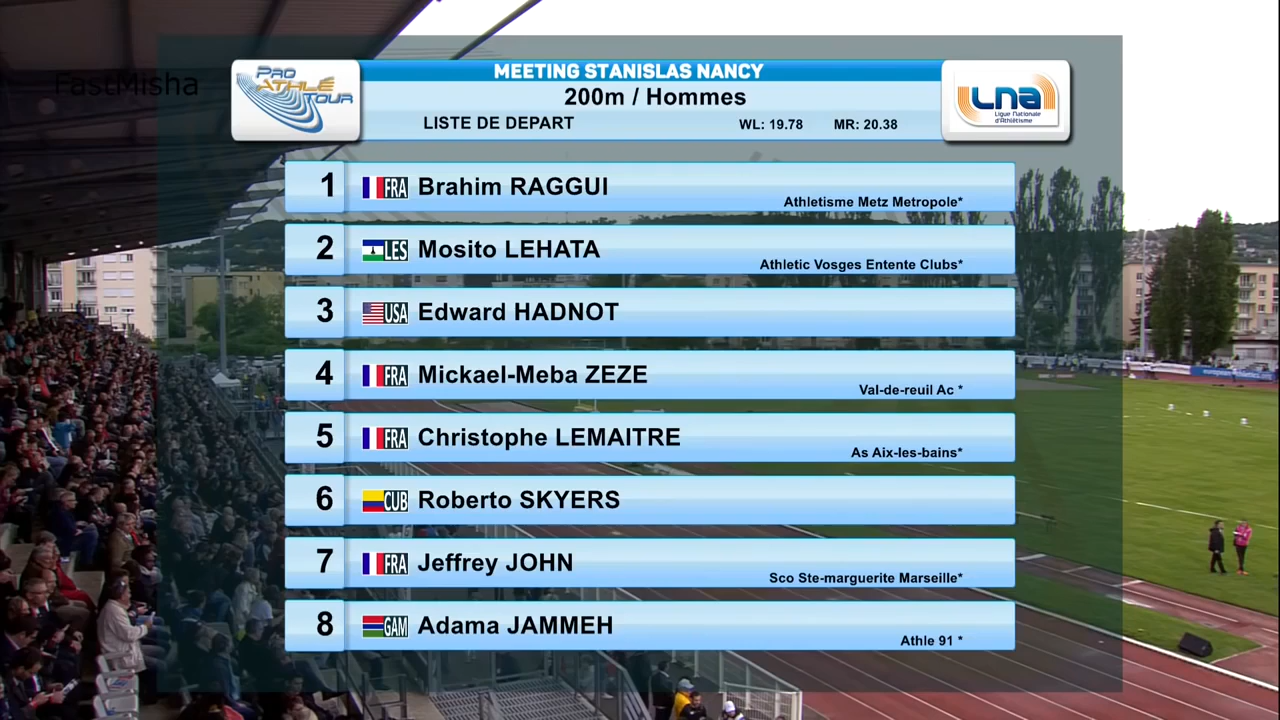 FastMisha
PRO ATHLÉ TOUR
MEETING STANISLAS NANCY
200m / Hommes
LISTE DE DEPART WL: 19.78 MR: 20.38
LNA
Ligue Nationale
d'Athlétisme
1 FRA Brahim RAGGUI
Athletisme Metz Metropole*
2 LES Mosito LEHATA
Athletic Vosges Entente Clubs*
3 USA Edward HADNOT
4 FRA Mickael-Meba ZEZE
Val-de-reuil Ac *
5 FRA Christophe LEMAITRE
As Aix-les-bains*
6 CUB Roberto SKYERS
7 FRA Jeffrey JOHN
Sco Ste-marguerite Marseille*
8 GAM Adama JAMMEH
Athle 91 *